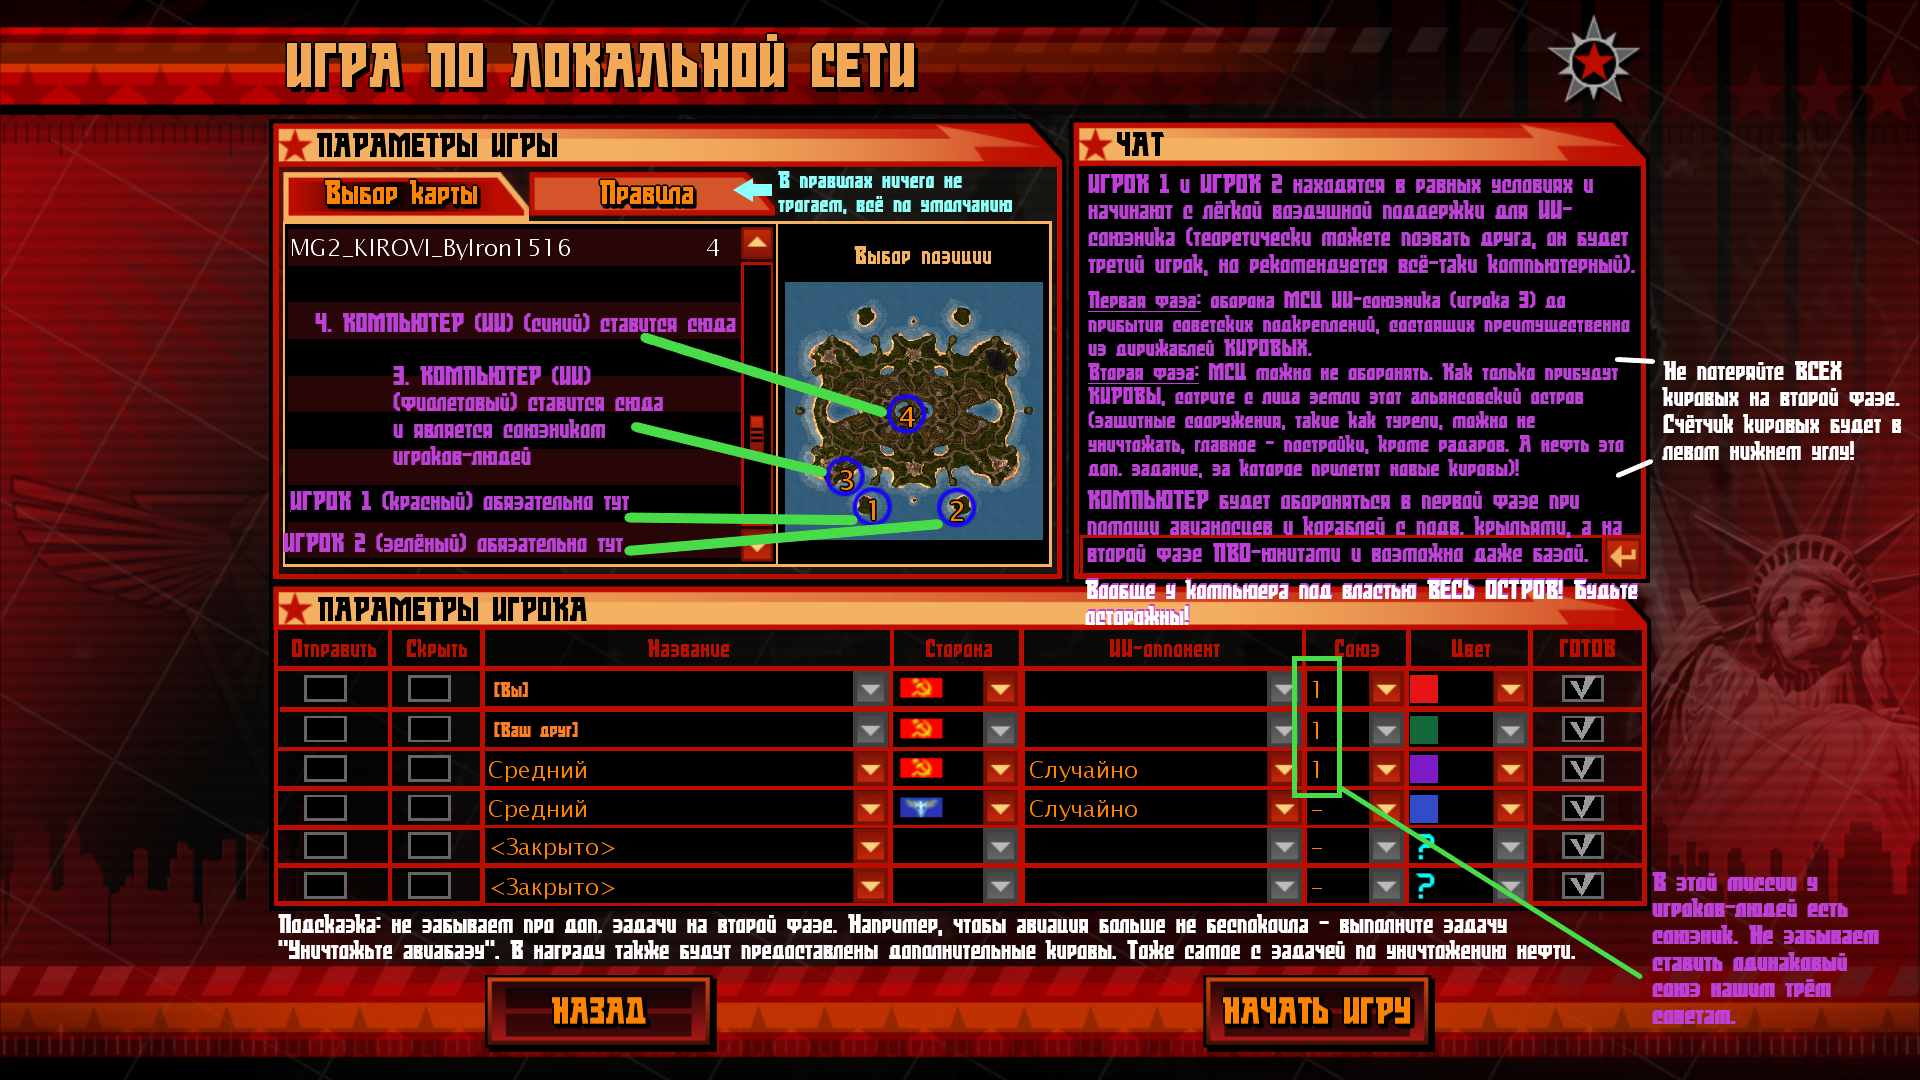 ИГРА ПО ЛОКАЛЬНОЙ СЕТИ
ПАРАМЕТРЫ ИГРЫ
Выбор карты
Правила
В правилах ничего не
трогаем, всё по умолчанию
MG2_KIROVI_ByIron1516 4
Выбор позиции
4. КОМПЬЮТЕР (ИИ) (синий) ставится сюда
3. КОМПЬЮТЕР (ИИ)
(фиолетовый) ставится сюда
и является союзником
игроков-людей
ИГРОК 1 (красный) обязательно тут
ИГРОК 2 (зелёный) обязательно тут
4
3
1
2
ЧАТ
ИГРОК 1 и ИГРОК 2 находятся в равных условиях и
начинают с лёгкой воздушной поддержки для ИИ-
союзника (теоретически можете позвать друга, он будет
третий игрок, но рекомендуется всё-таки компьютерный).
Первая фаза: оборона МСЦ ИИ-союзника (игрока 3) до
прибытия советских подкреплений, состоящих преимущественно
из дирижаблей КИРОВЫХ.
Вторая фаза: МСЦ можно не оборонять. Как только прибудут
КИРОВЫ, сотрите с лица земли этот альянсовский остров
(защитные сооружения, такие как турели, можно не
уничтожать, главное - постройки, кроме радаров. А нефть это
доп. задание, за которое прилетят новые кировы)!
КОМПЬЮТЕР будет обороняться в первой фазе при
помощи авианосцев и кораблей с подв. крыльями, а на
второй фазе ПВО-юнитами и возможно даже базой.
Вообще у компьюера под властью ВЕСЬ ОСТРОВ! Будьте
осторожны!
Не потеряйте ВСЕХ
кировых на второй фазе.
Счётчик кировых будет в
левом нижнем углу!
ПАРАМЕТРЫ ИГРОКА
Отправить Скрыть Название Сторона ИИ-оппонент Союз Цвет ГОТОВ
[Вы] 1
[Ваш друг] 1
Средний Случайно 1
Средний Случайно -
<Закрыто> - ?
<Закрыто> - ?
В этой миссии у
игроков-людей есть
союзник. Не забываем
ставить одинаковый
союз нашим трём
советам.
Подсказка: не забываем про доп. задачи на второй фазе. Например, чтобы авиация больше не беспокоила - выполните задачу
"Уничтожьте авиабазу". В награду также будут предоставлены дополнительные кировы. Тоже самое с задачей по уничтожению нефти.
НАЗАД
НАЧАТЬ ИГРУ